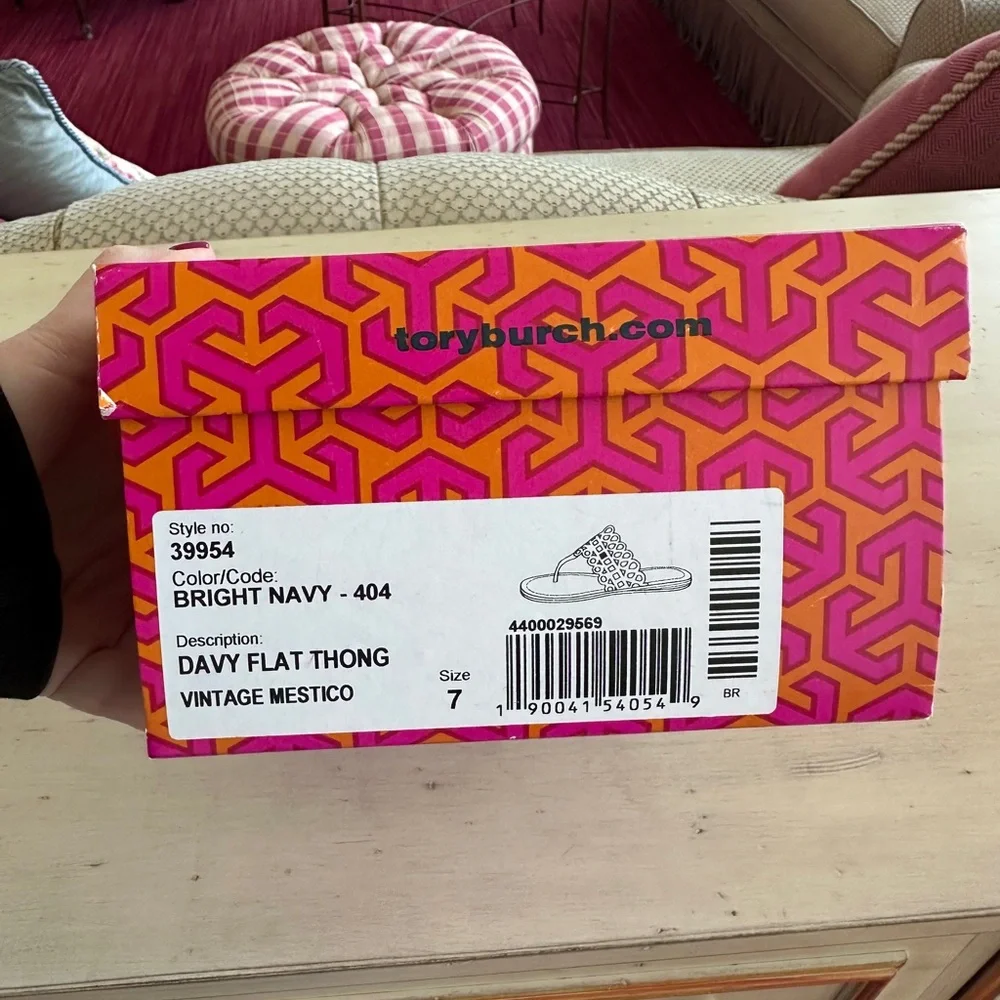 toryburch.com
Style no:
39954
Color/Code:
BRIGHT NAVY - 404
Description:
DAVY FLAT THONG
VINTAGE MESTICO
Size
7
4400029569
1 90041 54054 9
BR